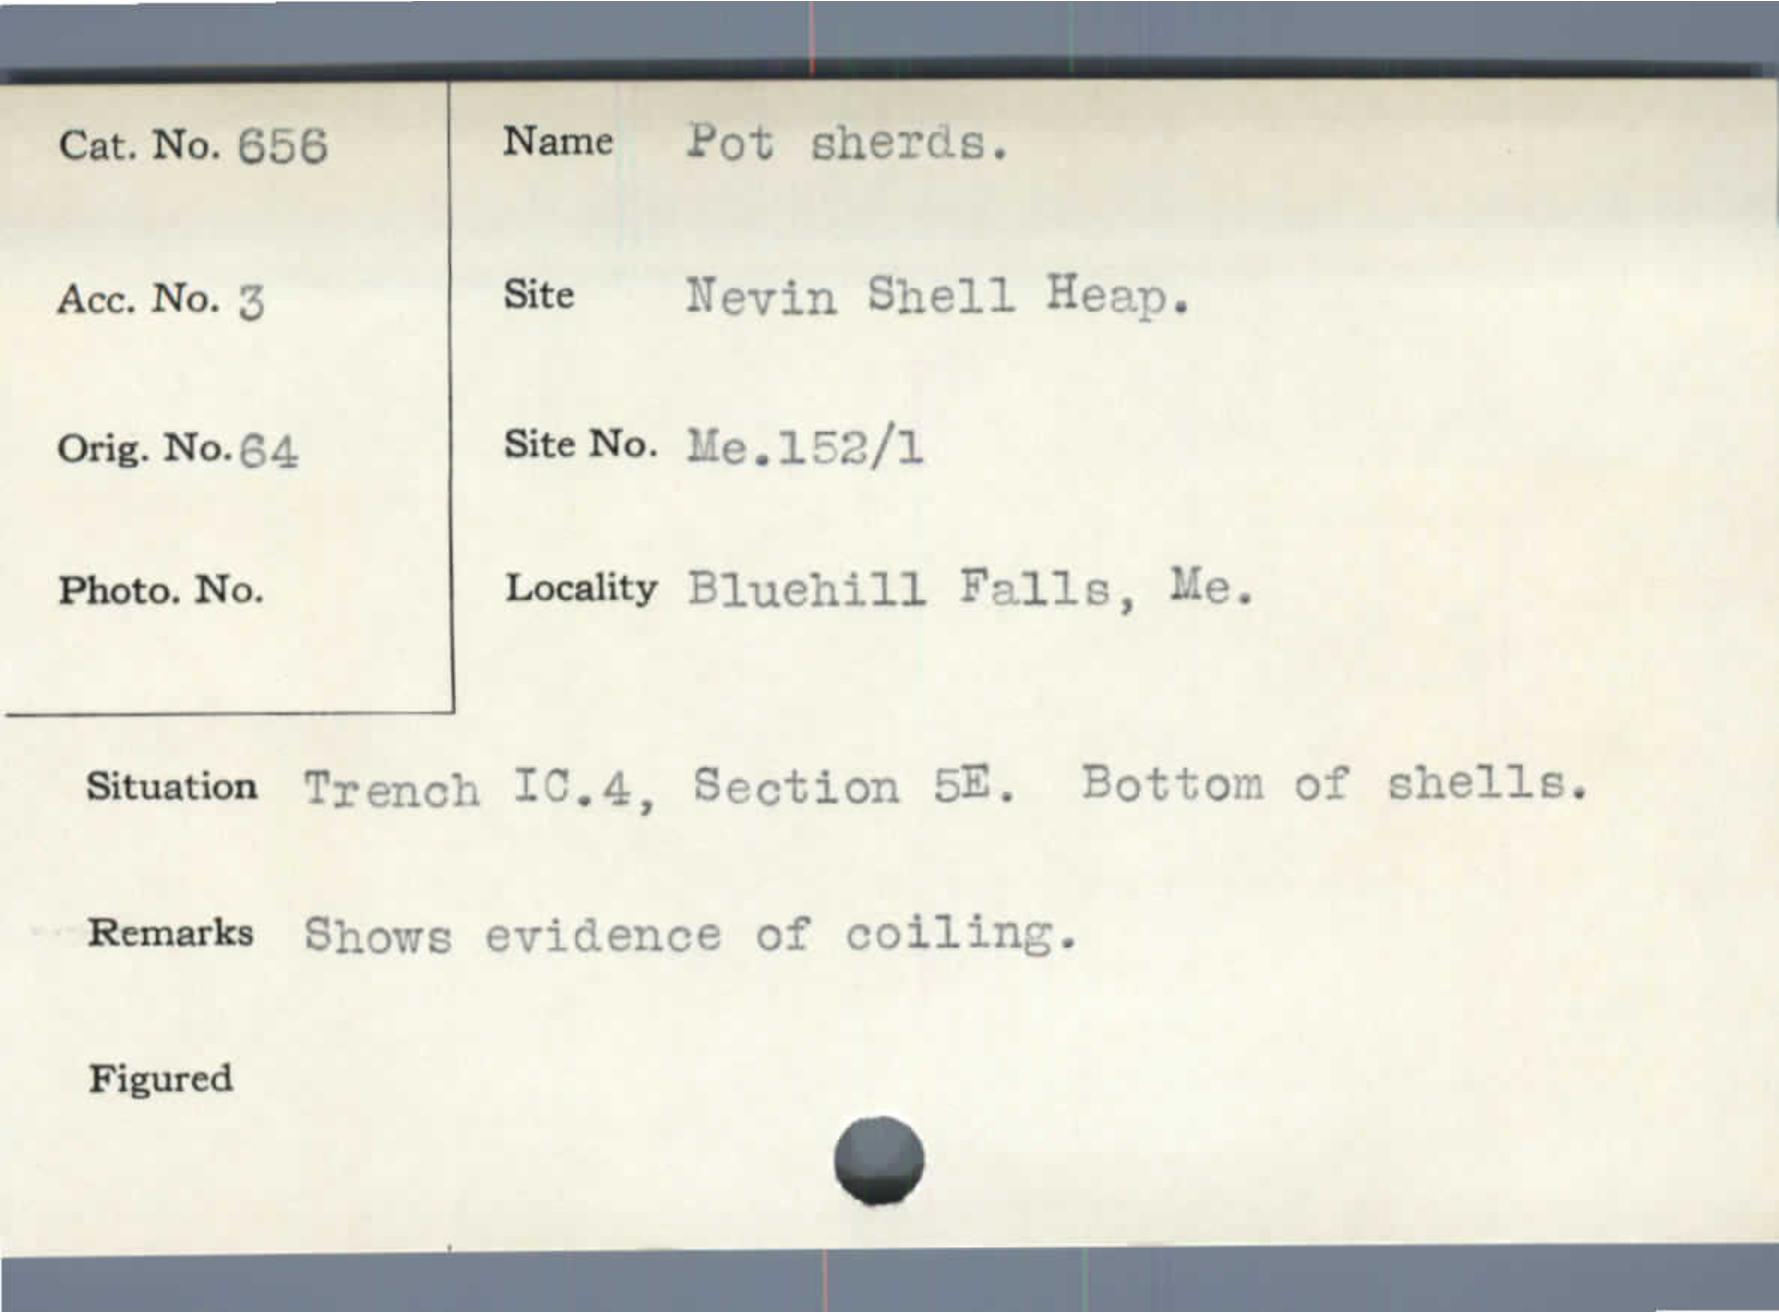 Cat. No. 656
Name Pot sherds.
Acc. No. 3
Site Nevin Shell Heap.
Orig. No. 64
Site No. Me.152/1
Photo. No.
Locality Bluehill Falls, Me.
Situation Trench IC.4, Section 5E. Bottom of shells.
Remarks Shows evidence of coiling.
Figured